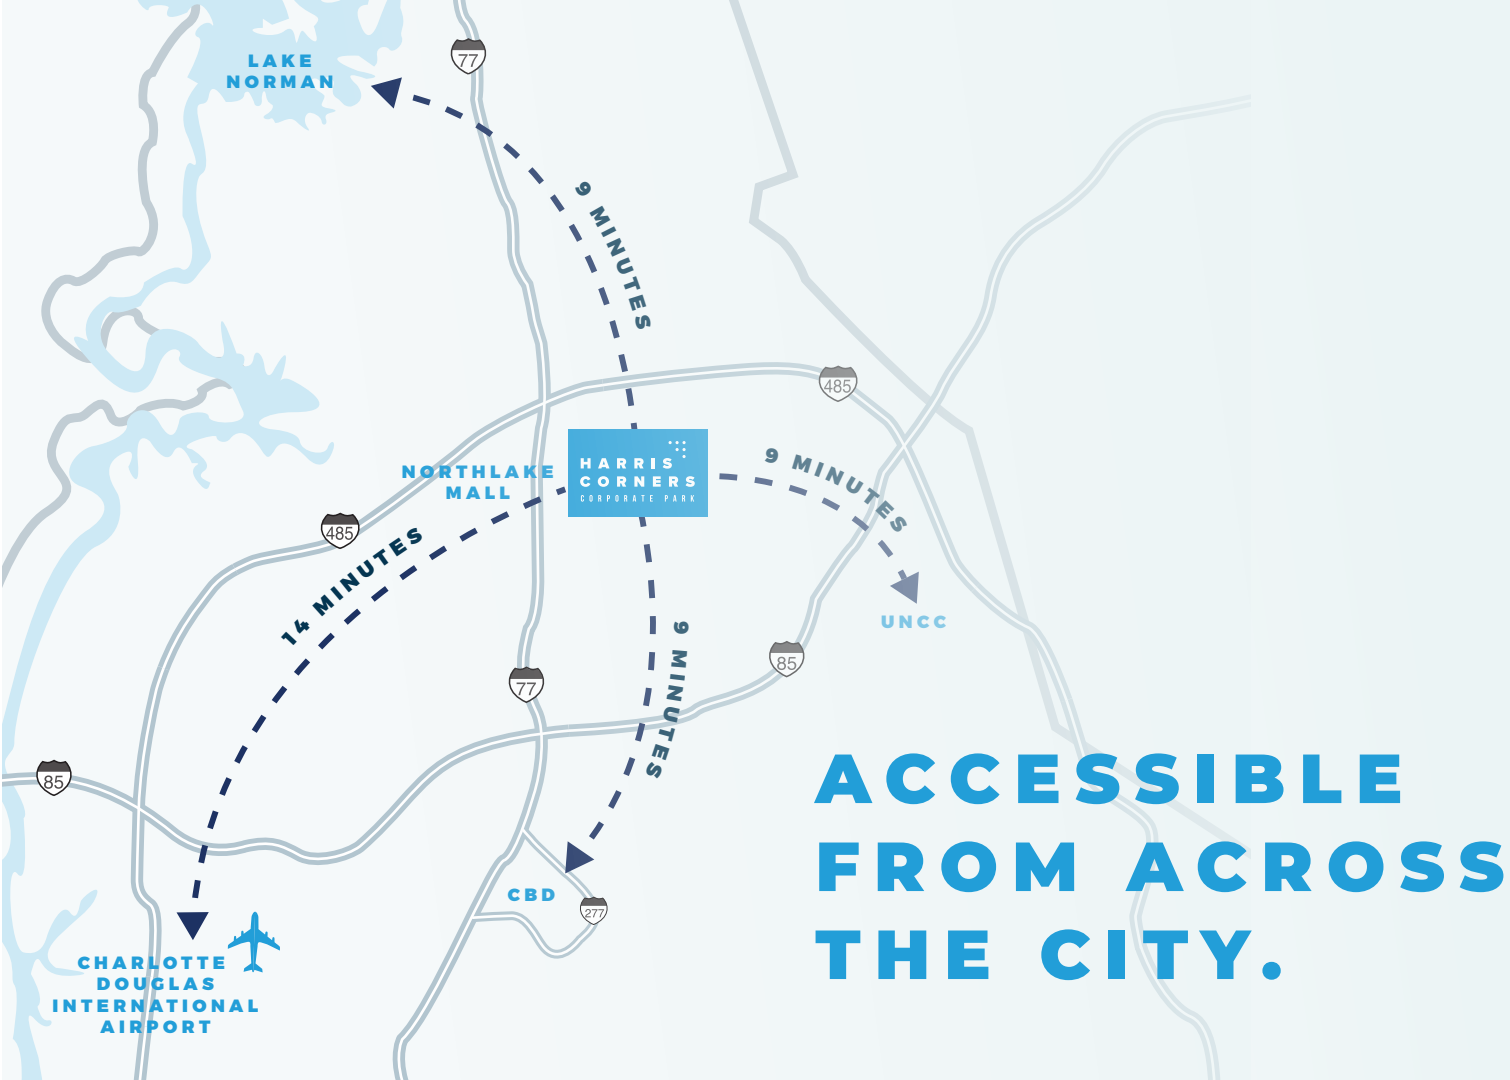 LAKE
NORMAN
77
9 MINUTES
485
HARRIS
CORNERS
CORPORATE PARK
NORTHLAKE
MALL
9 MINUTES
485
14 MINUTES
UNCC
9 MINUTES
85
77
85
ACCESSIBLE
FROM ACROSS
THE CITY.
CBD
277
CHARLOTTE
DOUGLAS
INTERNATIONAL
AIRPORT